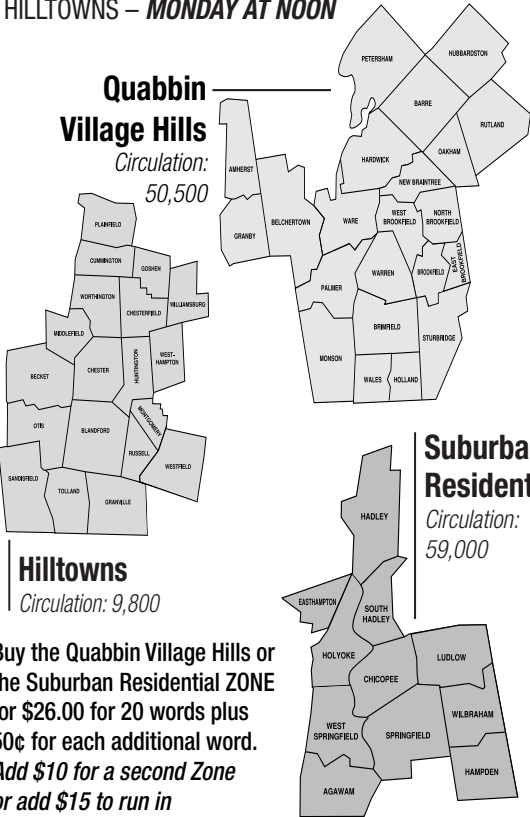 HILLTOWNS – MONDAY AT NOON
Quabbin
Village Hills
Circulation:
50,500
PETERSHAM
HUBBARDSTON
BARRE
RUTLAND
OAKHAM
HARDWICK
NEW BRAINTREE
AMHERST
GRANBY
BELCHERTOWN
WARE
WEST
BROOKFIELD
NORTH
BROOKFIELD
EAST
BROOKFIELD
BROOKFIELD
WARREN
PALMER
BRIMFIELD
STURBRIDGE
MONSON
WALES
HOLLAND
PLAINFIELD
CUMMINGTON
GOSHEN
WORTHINGTON
CHESTERFIELD
WILLIAMSBURG
MIDDLEFIELD
BECKET
CHESTER
HUNTINGTON
WEST-
HAMPTON
OTIS
BLANDFORD
MONTGOMERY
RUSSELL
WESTFIELD
SANDISFIELD
TOLLAND
GRANVILLE
Hilltowns
Circulation: 9,800
Suburba
Resident
Circulation:
59,000
HADLEY
EASTHAMPTON
SOUTH
HADLEY
HOLYOKE
CHICOPEE
LUDLOW
WEST
SPRINGFIELD
SPRINGFIELD
WILBRAHAM
AGAWAM
HAMPDEN
Buy the Quabbin Village Hills or
the Suburban Residential ZONE
for $26.00 for 20 words plus
50¢ for each additional word.
Add $10 for a second Zone
or add $15 to run in